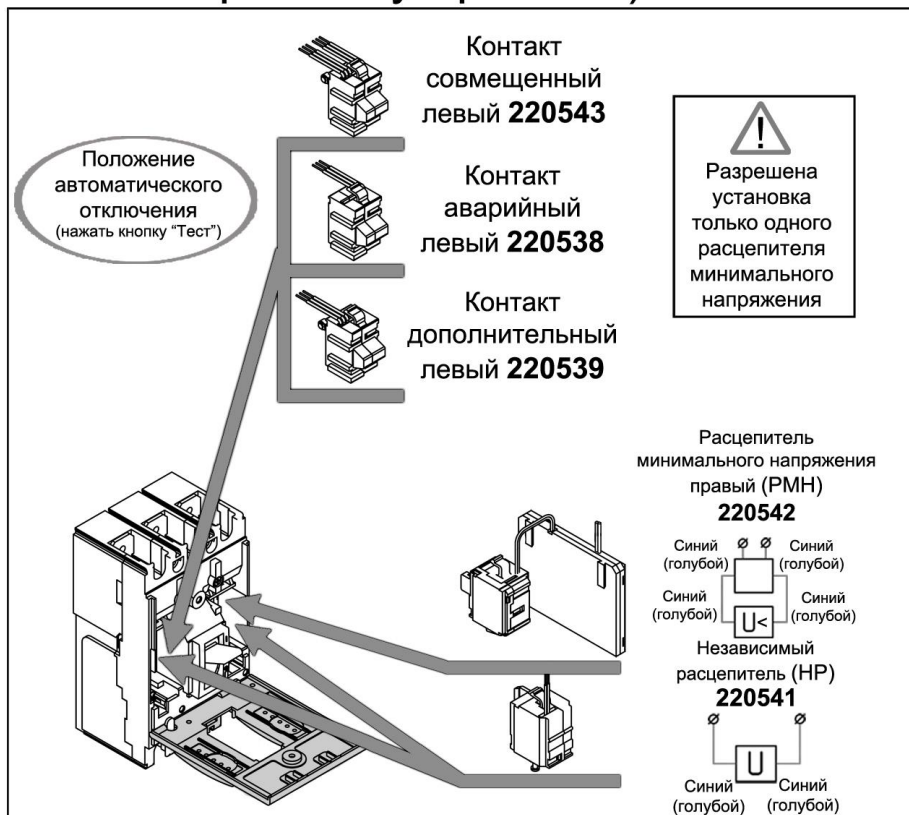 Контакт
совмещенный
левый 220543
Положение
автоматического
отключения
(нажать кнопку “Тест”)
Контакт
аварийный
левый 220538
Контакт
дополнительный
левый 220539
!
Разрешена
установка
только одного
расцепителя
минимального
напряжения
Расцепитель
минимального напряжения
правый (РМН)
220542
Синий
(голубой)
Синий
(голубой)
Синий
(голубой)
Синий
(голубой)
U<
Независимый
расцепитель (НР)
220541
U
Синий
(голубой)
Синий
(голубой)